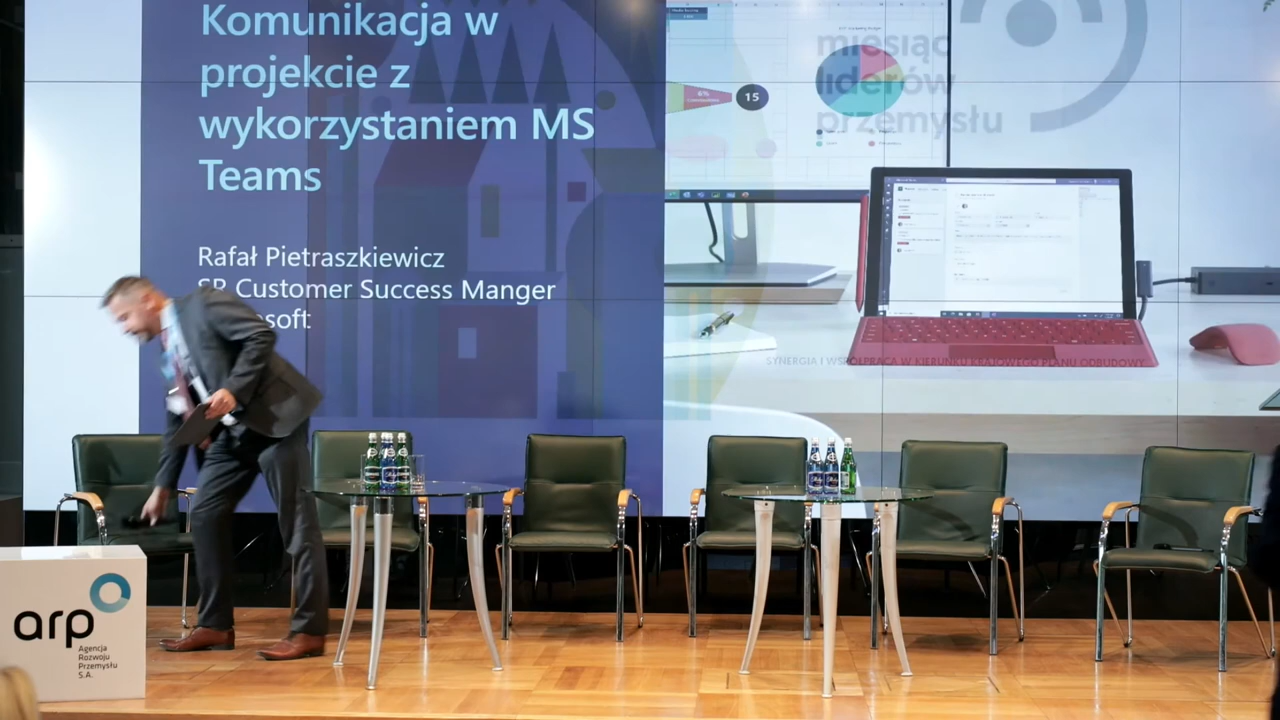 Komunikacja w
projekcie z
wykorzystaniem MS
Teams
Rafał Pietraszkiewicz
SR Customer Success Manger
soft
15
6%
miesiąc
liderów
przemysłu
SYNERGIA I WSPÓŁPRACA W KIERUNKU KRAJOWEGO PLANU ODBUDOWY
arp
Agencja
Rozwoju
Przemysłu
S.A.